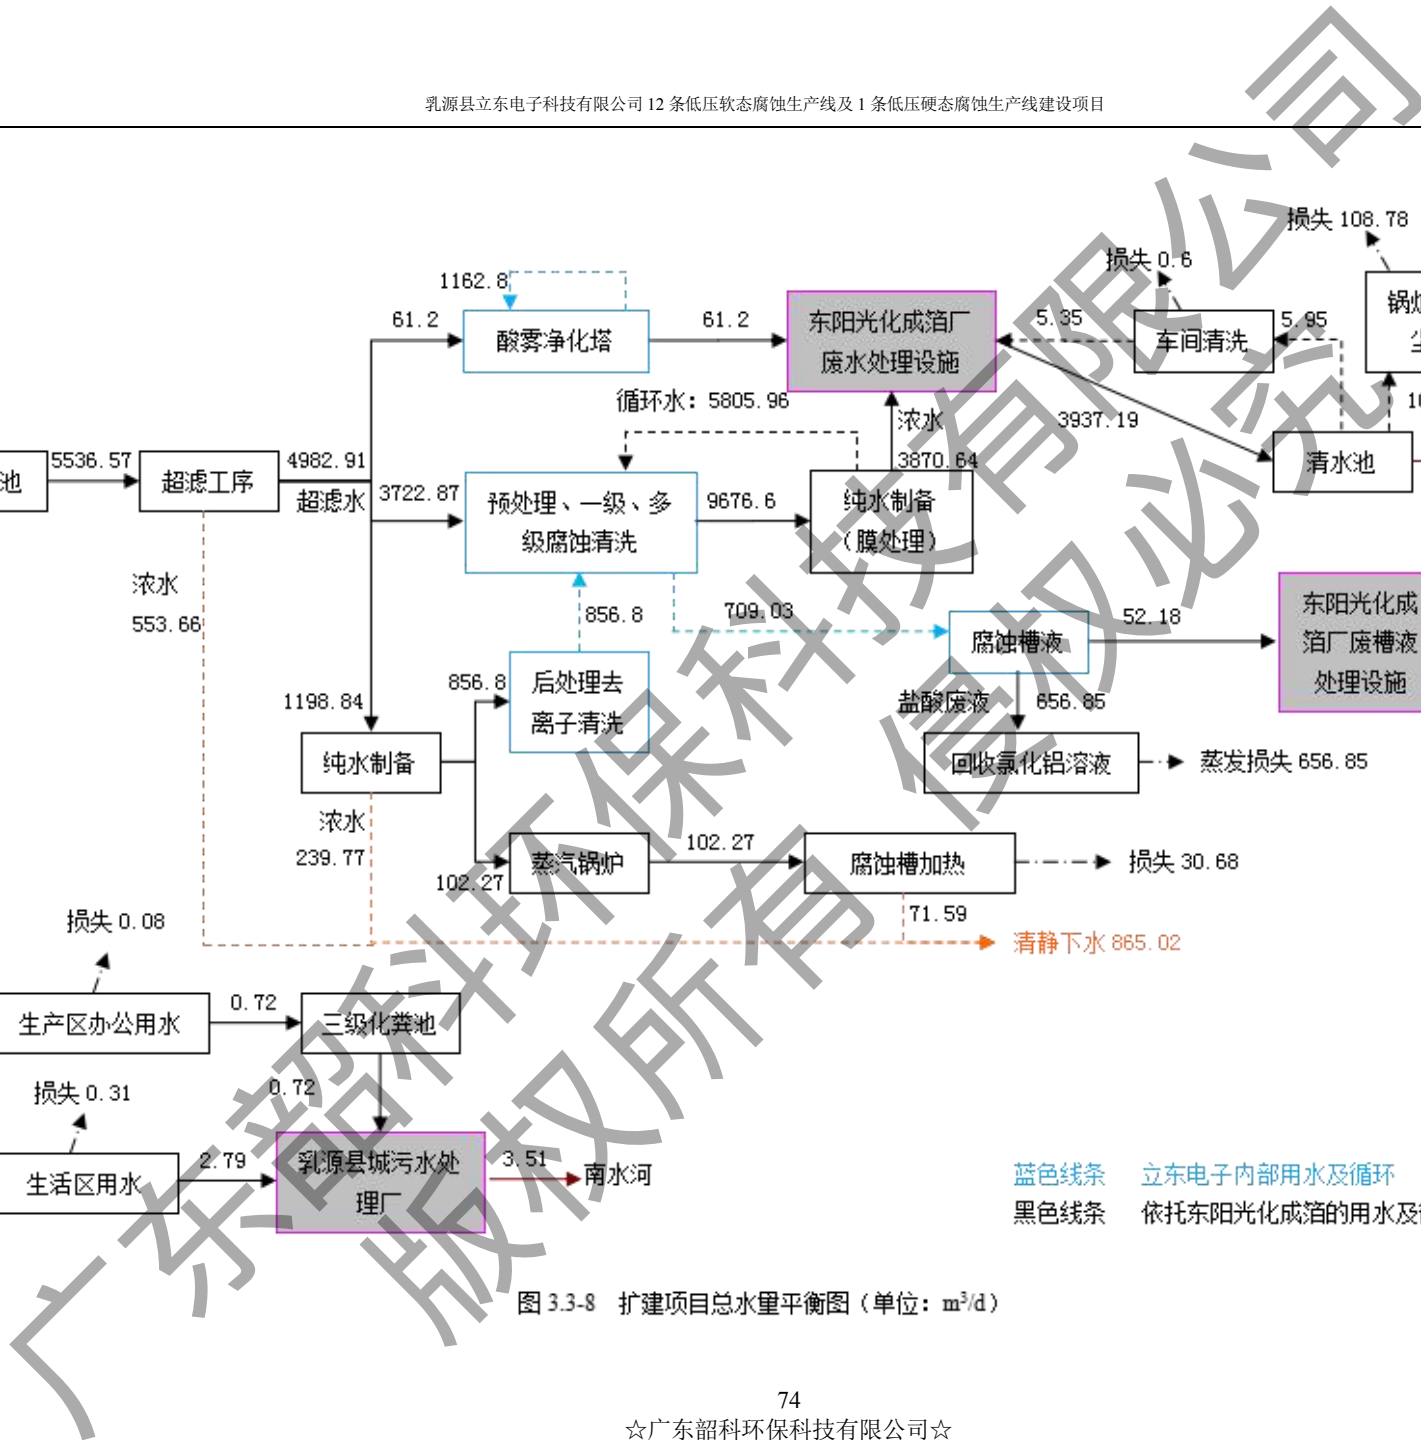 乳源县立东电子科技有限公司 12 条低压软态腐蚀生产线及 1 条低压硬态腐蚀生产线建设项目
损失 108.78
损失 0.6
1162.8
61.2
酸雾净化塔
61.2
东阳光化成箔厂
废水处理设施
5.35
车间清洗
5.95
循环水：5805.96
浓水
3937.19
池
5536.57
超滤工序
4982.91
超滤水
3722.87
预处理、一级、多
级腐蚀清洗
9676.6
3870.64
纯水制备
（膜处理）
清水池
浓水
553.66
856.8
709.03
腐蚀槽液
52.18
东阳光化成
箔厂废槽液
处理设施
1198.84
856.8
后处理去
离子清洗
盐酸废液
656.85
纯水制备
回收氯化铝溶液
蒸发损失 656.85
浓水
239.77
102.27
蒸汽锅炉
102.27
腐蚀槽加热
损失 30.68
71.59
清静下水 865.02
损失 0.08
生产区办公用水
0.72
三级化粪池
0.72
损失 0.31
生活区用水
2.79
乳源县城污水处
理厂
3.51
南水河
蓝色线条 立东电子内部用水及循环
黑色线条 依托东阳光化成箔的用水及
图 3.3-8 扩建项目总水量平衡图（单位：m³/d）
74
☆广东韶科环保科技有限公司☆
广东韶科环保科技有限公司
版权所有 侵权必究